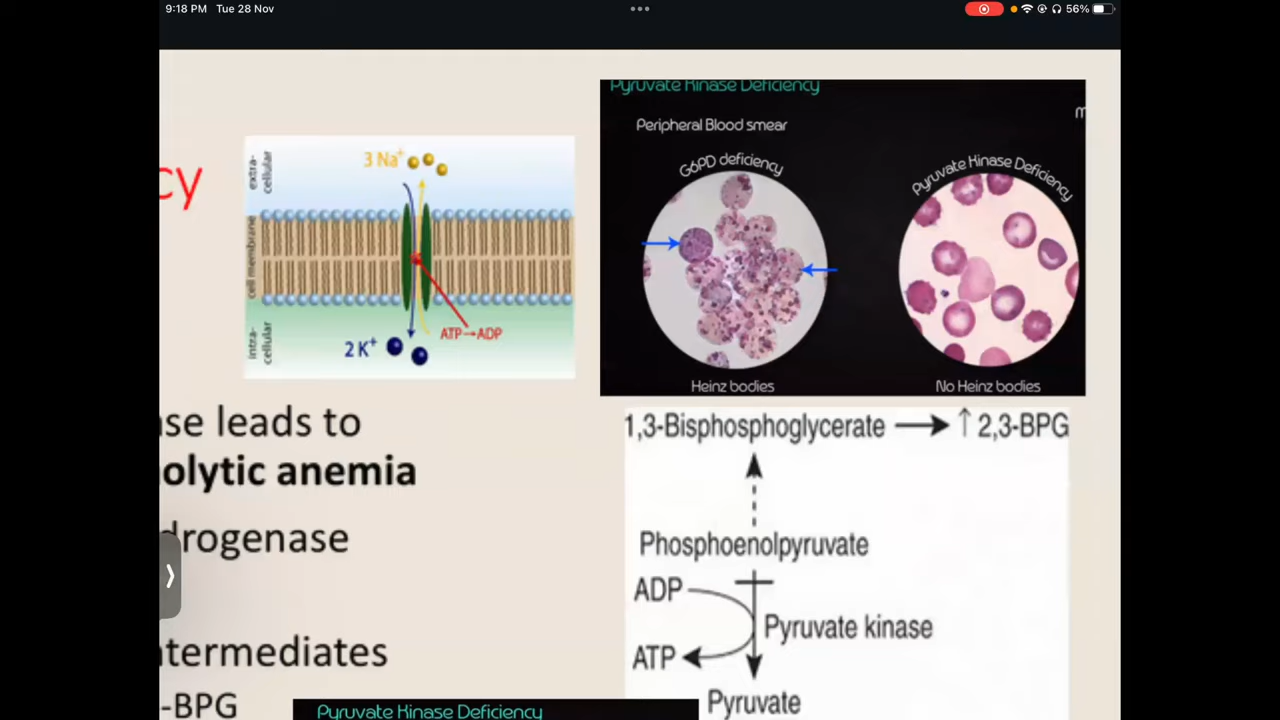 9:18 PM Tue 28 Nov
56%
Pyruvate Kinase Deficiency
Peripheral Blood smear
G6PD deficiency
Pyruvate Kinase Deficiency
Heinz bodies
No Heinz bodies
cy
extra-
cellular
cell membrane
intra-
cellular
3 Na+
2 K+
ATP→ADP
ase leads to
olytic anemia
drogenase
ntermediates
-BPG
1,3-Bisphosphoglycerate → ↑ 2,3-BPG
Phosphoenolpyruvate
ADP
Pyruvate kinase
ATP
Pyruvate
Pyruvate Kinase Deficiency